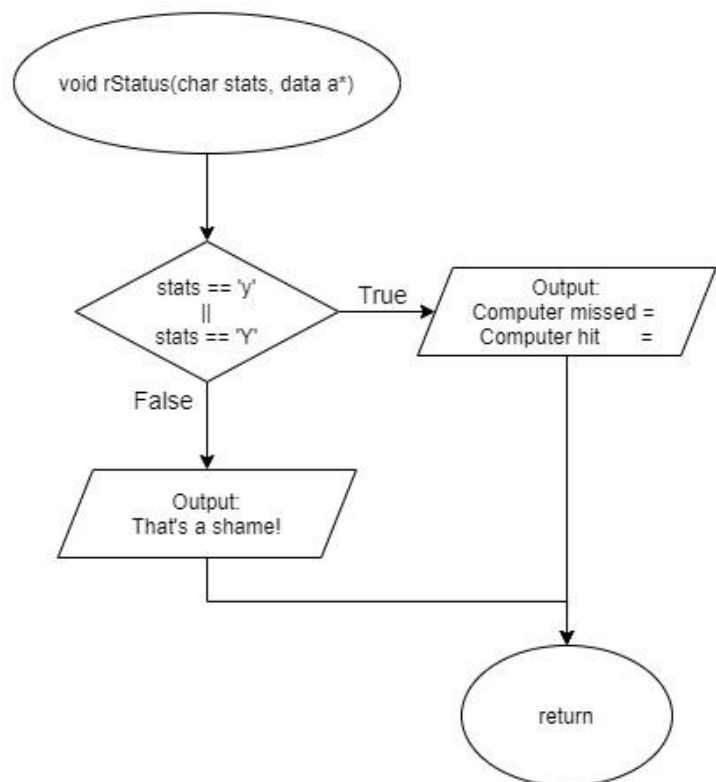 void rStatus(char stats, data a*)
stats == 'y'
||
stats == 'Y'
True
Output:
Computer missed =
Computer hit =
False
Output:
That's a shame!
return